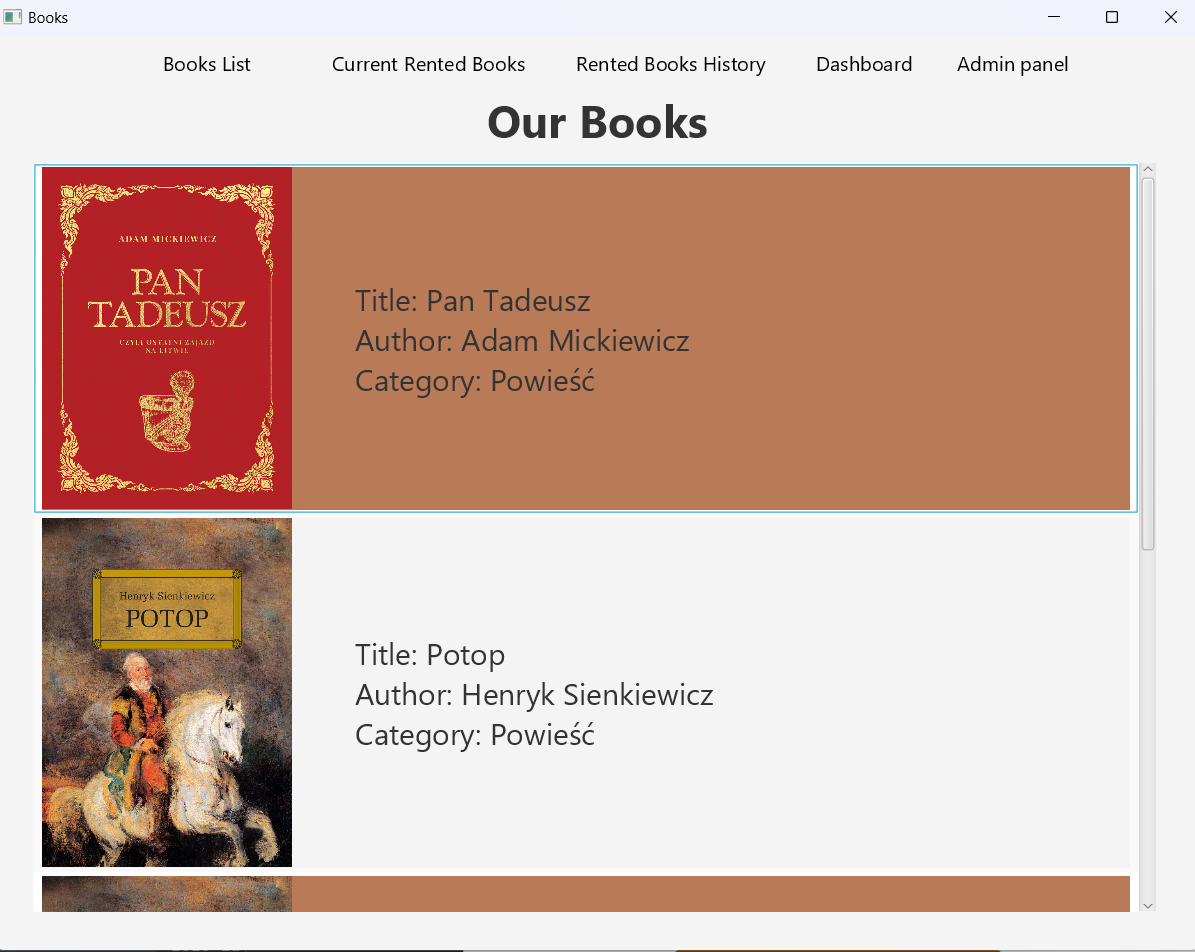 Books
Books List
Current Rented Books
Rented Books History
Dashboard
Admin panel
Our Books
ADAM MICKIEWICZ
PAN
TADEUSZ
CZYLI OSTATNI ZAJAZD
NA LITWIE
Title: Pan Tadeusz
Author: Adam Mickiewicz
Category: Powieść
Henryk Sienkiewicz
POTOP
Title: Potop
Author: Henryk Sienkiewicz
Category: Powieść